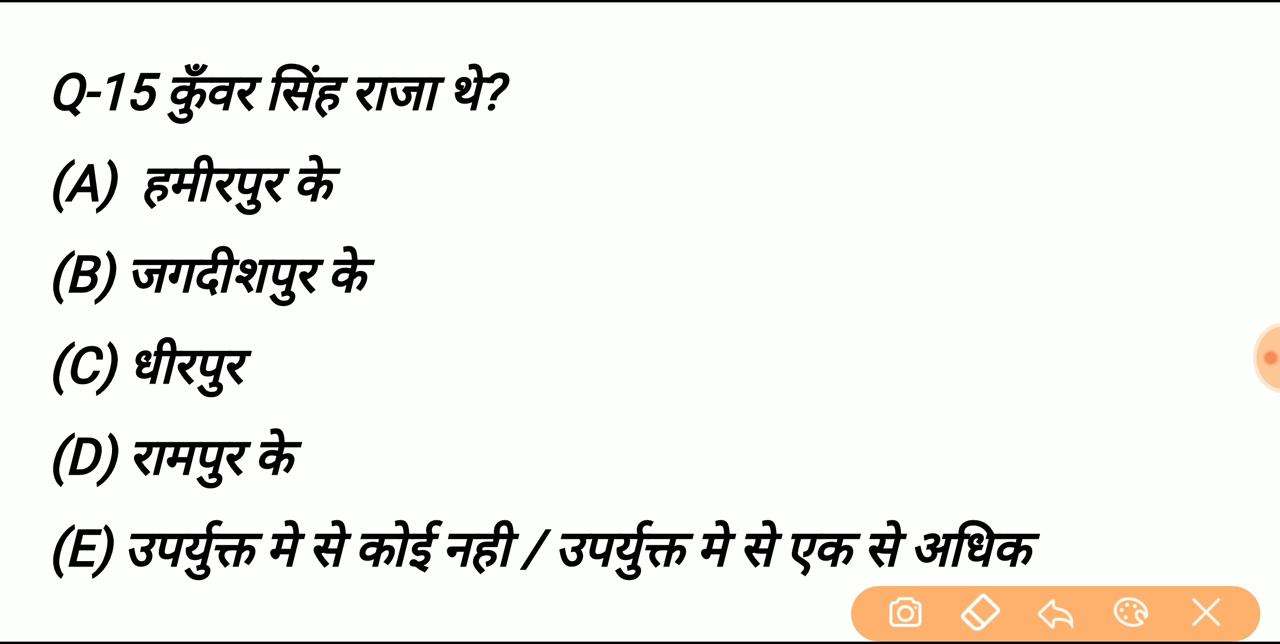 Q-15 कुँवर सिंह राजा थे?
(A) हमीरपुर के
(B) जगदीशपुर के
(C) धीरपुर
(D) रामपुर के
(E) उपर्युक्त मे से कोई नही / उपर्युक्त मे से एक से अधिक